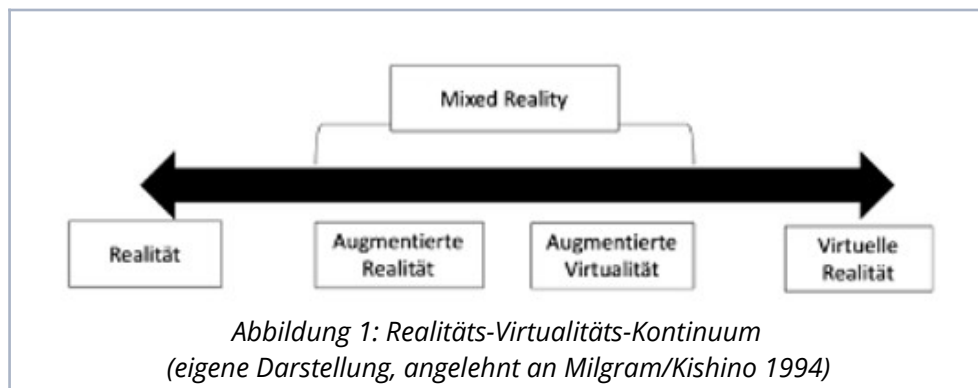 Mixed Reality
Realität
Augmentierte
Realität
Augmentierte
Virtualität
Virtuelle
Realität
Abbildung 1: Realitäts-Virtualitäts-Kontinuum
(eigene Darstellung, angelehnt an Milgram/Kishino 1994)